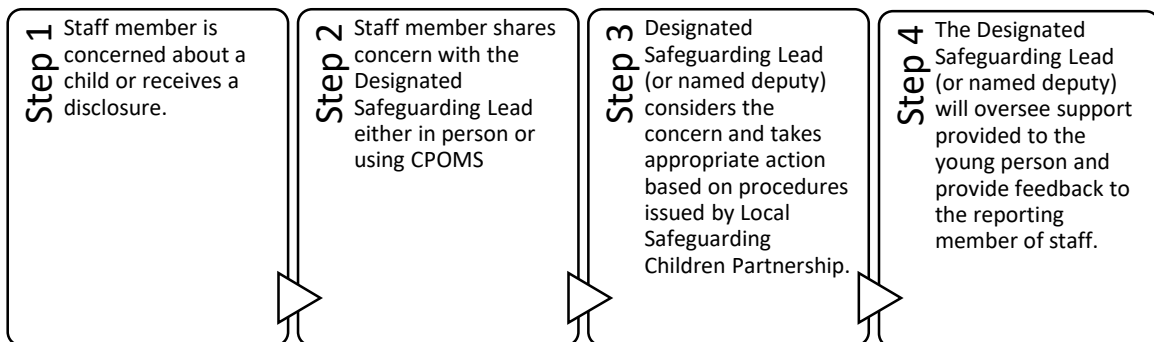 Step 1
Staff member is
concerned about a
child or receives a
disclosure.
Step 2
Staff member shares
concern with the
Designated
Safeguarding Lead
either in person or
using CPOMS
Step 3
Designated
Safeguarding Lead
(or named deputy)
considers the
concern and takes
appropriate action
based on procedures
issued by Local
Safeguarding
Children Partnership.
Step 4
The Designated
Safeguarding Lead
(or named deputy)
will oversee support
provided to the
young person and
provide feedback to
the reporting
member of staff.